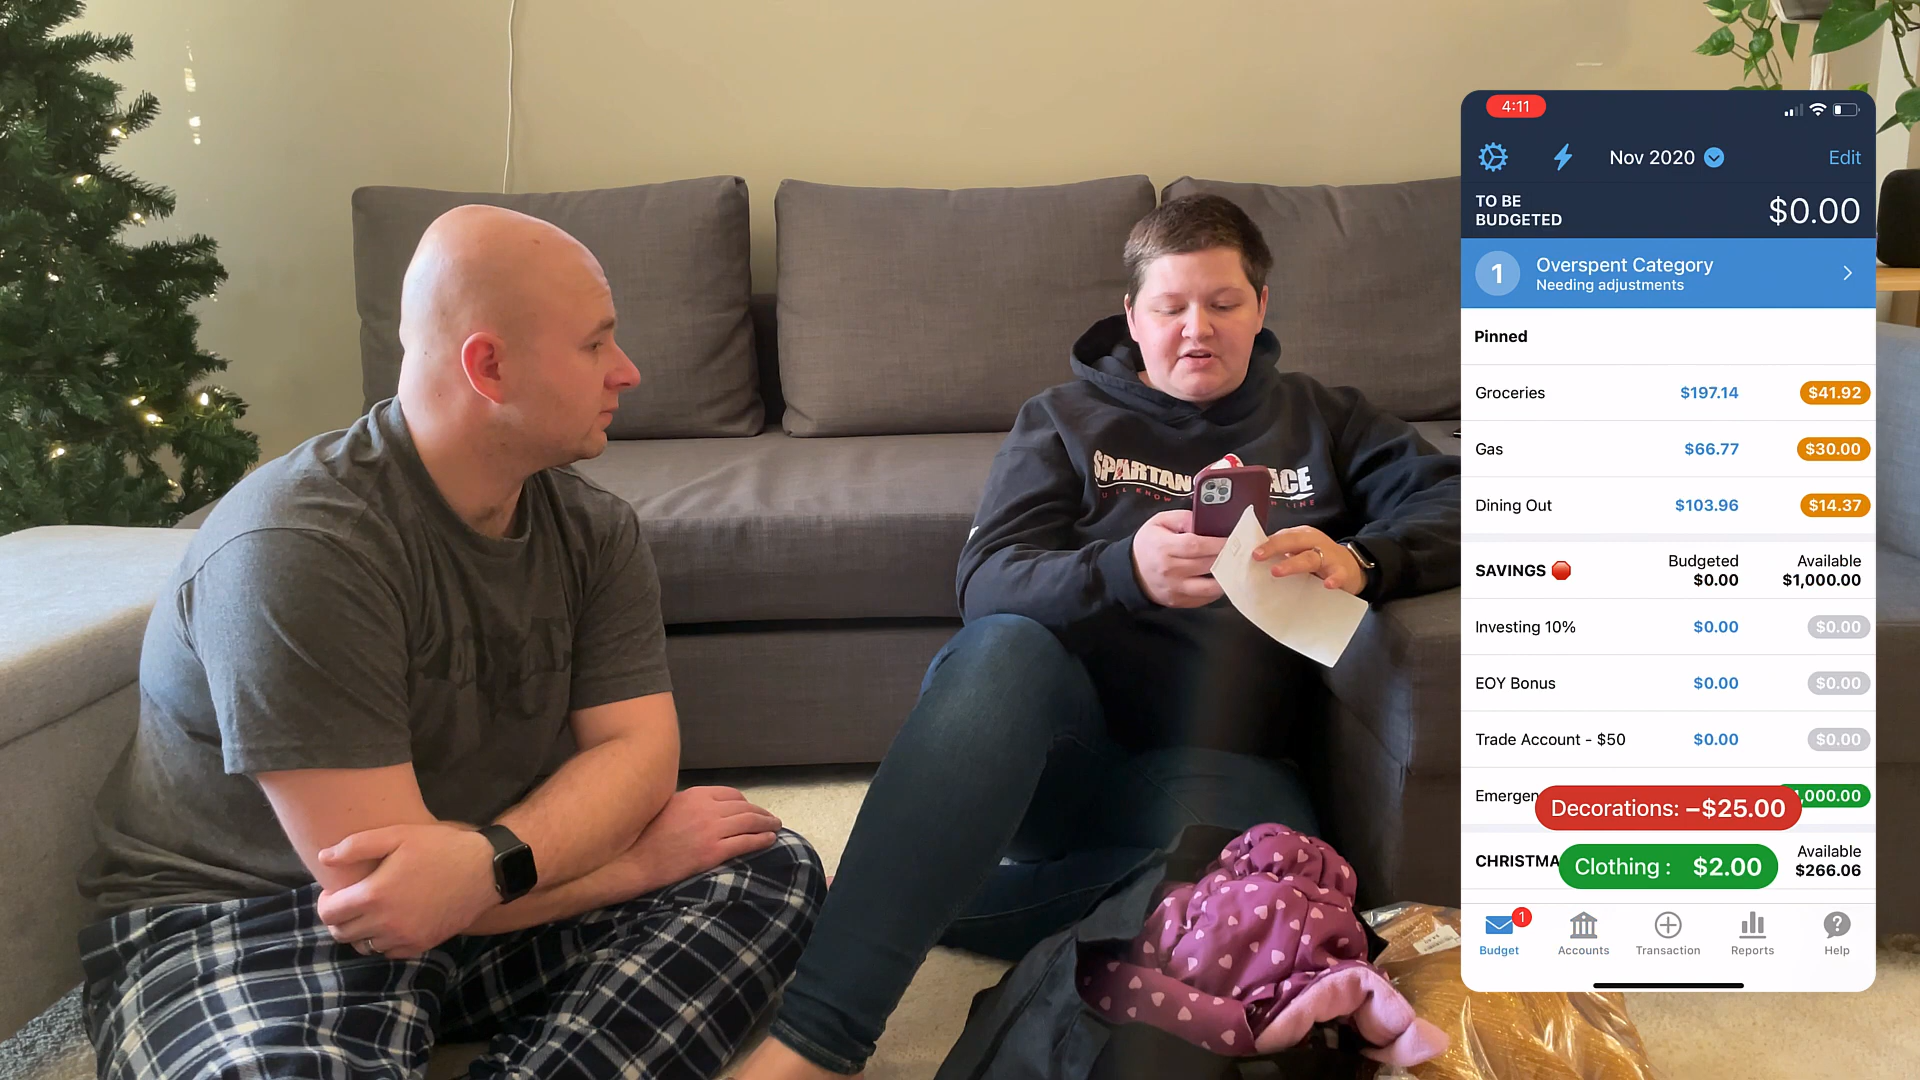 SPARTAN ACE
4:11
Nov 2020
Edit
TO BE
BUDGETED
$0.00
1
Overspent Category
Needing adjustments
Pinned
Groceries $197.14 $41.92
Gas $66.77 $30.00
Dining Out $103.96 $14.37
SAVINGS Budgeted Available
$0.00 $1,000.00
Investing 10% $0.00 $0.00
EOY Bonus $0.00 $0.00
Trade Account - $50 $0.00 $0.00
Emergen ,000.00
Decorations: –$25.00
CHRISTMA Available
$266.06
Clothing : $2.00
1
Budget Accounts Transaction Reports Help